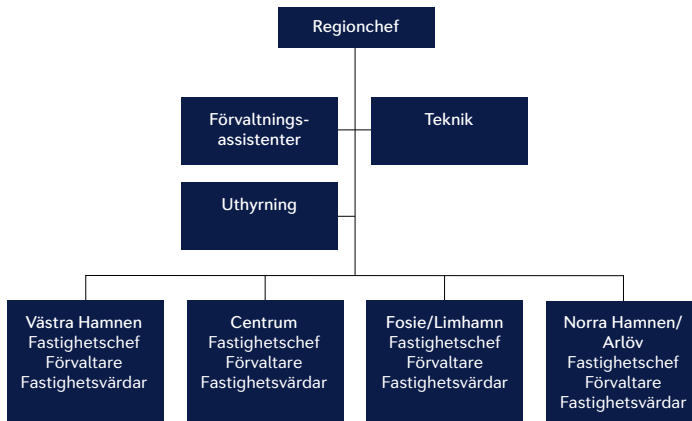 Regionchef
Förvaltnings-
assistenter
Teknik
Uthyrning
Västra Hamnen
Fastighetschef
Förvaltare
Fastighetsvärdar
Centrum
Fastighetschef
Förvaltare
Fastighetsvärdar
Fosie/Limhamn
Fastighetschef
Förvaltare
Fastighetsvärdar
Norra Hamnen/
Arlöv
Fastighetschef
Förvaltare
Fastighetsvärdar